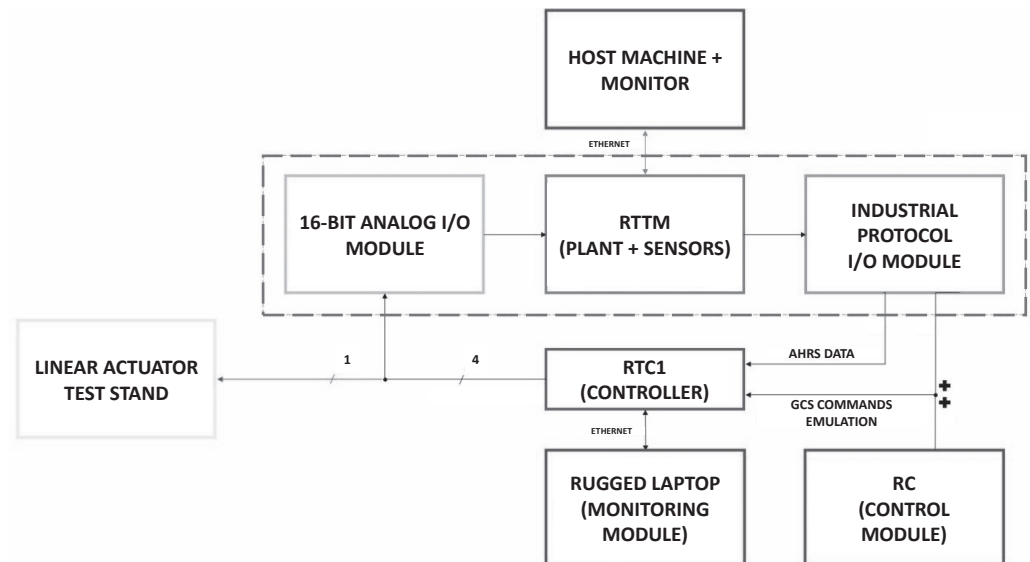 HOST MACHINE +
MONITOR
ETHERNET
16-BIT ANALOG I/O
MODULE
RTTM
(PLANT + SENSORS)
INDUSTRIAL
PROTOCOL
I/O MODULE
LINEAR ACTUATOR
TEST STAND
1
4
RTC1
(CONTROLLER)
AHRS DATA
GCS COMMANDS
EMULATION
ETHERNET
RUGGED LAPTOP
(MONITORING
MODULE)
RC
(CONTROL
MODULE)